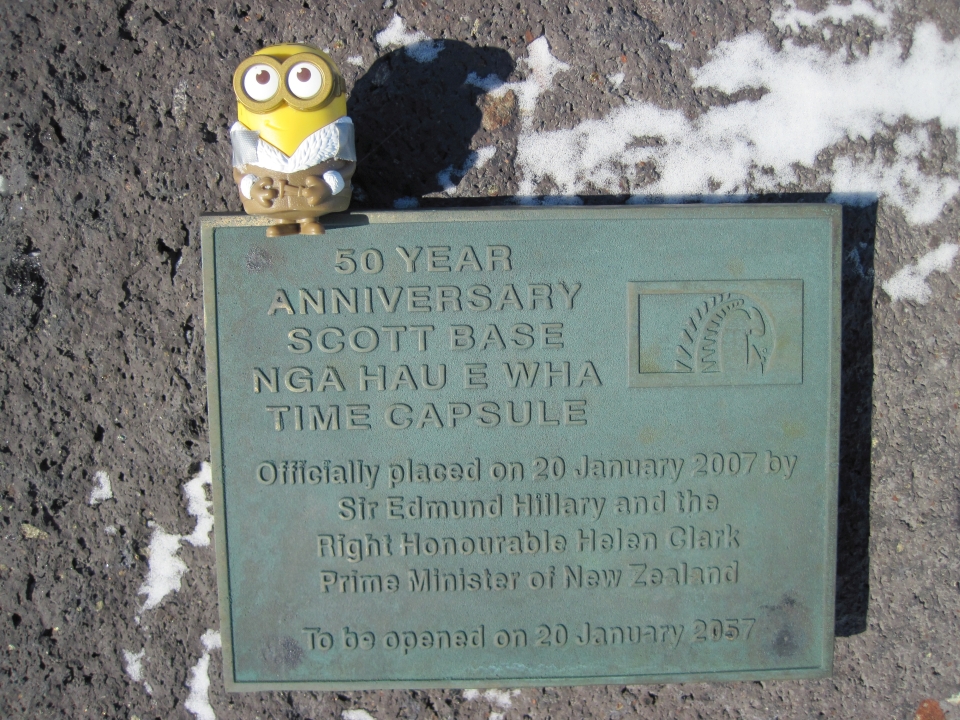 50 YEAR
ANNIVERSARY
SCOTT BASE
NGA HAU E WHA
TIME CAPSULE
Officially placed on 20 January 2007 by
Sir Edmund Hillary and the
Right Honourable Helen Clark
Prime Minister of New Zealand
To be opened on 20 January 2057